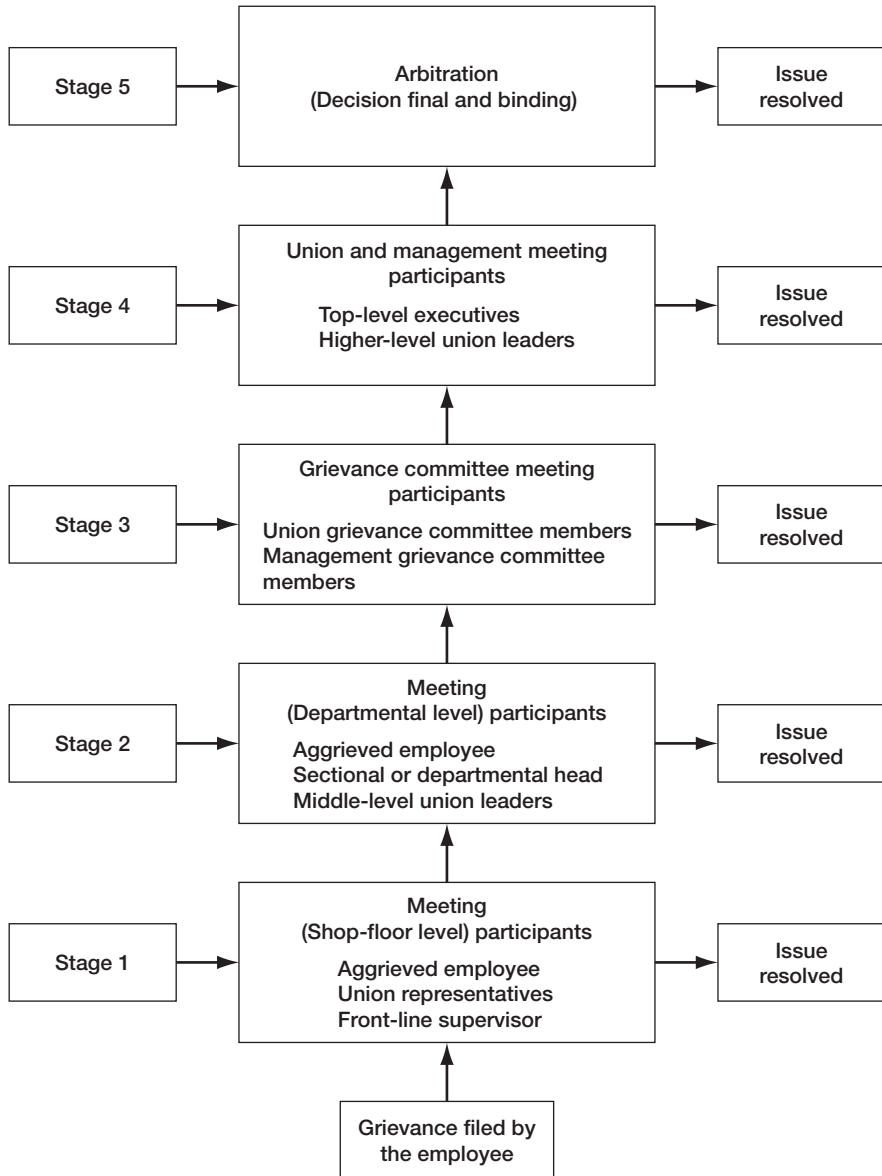 Stage 5
Arbitration
(Decision final and binding)
Issue
resolved
Stage 4
Union and management meeting
participants
Top-level executives
Higher-level union leaders
Issue
resolved
Stage 3
Grievance committee meeting
participants
Union grievance committee members
Management grievance committee
members
Issue
resolved
Stage 2
Meeting
(Departmental level) participants
Aggrieved employee
Sectional or departmental head
Middle-level union leaders
Issue
resolved
Stage 1
Meeting
(Shop-floor level) participants
Aggrieved employee
Union representatives
Front-line supervisor
Issue
resolved
Grievance filed by
the employee